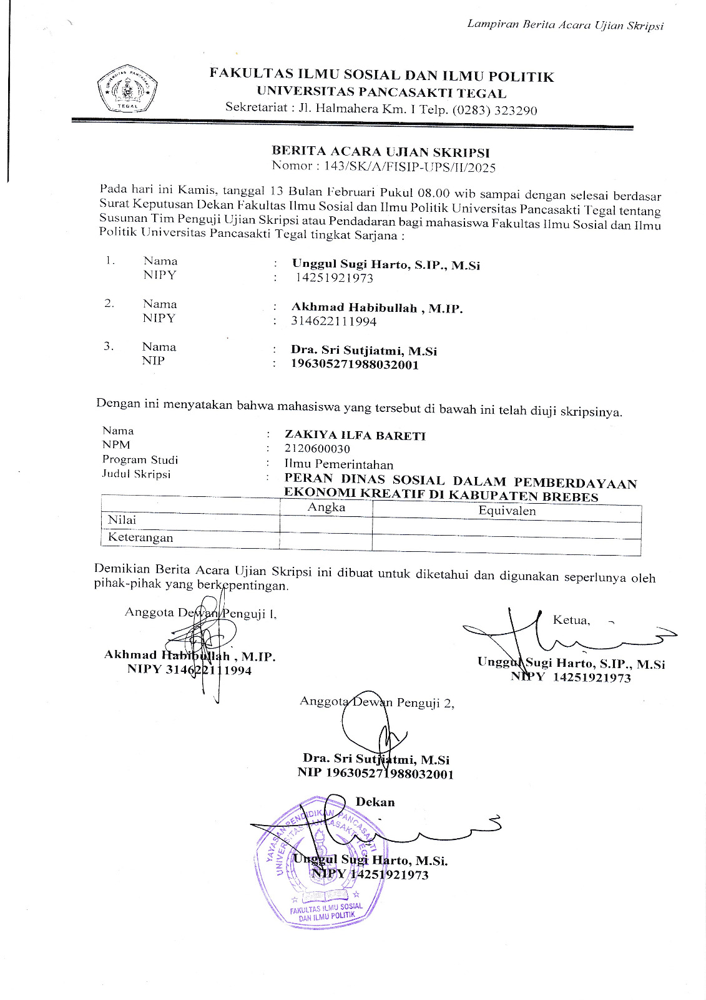 Lampiran Berita Acara Ujian Skripsi
UNIVERSITAS PANCASAKTI
TEGAL
FAKULTAS ILMU SOSIAL DAN ILMU POLITIK
UNIVERSITAS PANCASAKTI TEGAL
Sekretariat : Jl. Halmahera Km. I Telp. (0283) 323290
BERITA ACARA UJIAN SKRIPSI
Nomor : 143/SK/A/FISIP-UPS/II/2025
Pada hari ini Kamis, tanggal 13 Bulan Februari Pukul 08.00 wib sampai dengan selesai berdasar
Surat Keputusan Dekan Fakultas Ilmu Sosial dan Ilmu Politik Universitas Pancasakti Tegal tentang
Susunan Tim Penguji Ujian Skripsi atau Pendadaran bagi mahasiswa Fakultas Ilmu Sosial dan Ilmu
Politik Universitas Pancasakti Tegal tingkat Sarjana :
1. Nama : Unggul Sugi Harto, S.IP., M.Si
NIPY : 14251921973
2. Nama : Akhmad Habibullah , M.IP.
NIPY : 314622111994
3. Nama : Dra. Sri Sutjiatmi, M.Si
NIP : 196305271988032001
Dengan ini menyatakan bahwa mahasiswa yang tersebut di bawah ini telah diuji skripsinya.
Nama : ZAKIYA ILFA BARETI
NPM : 2120600030
Program Studi : Ilmu Pemerintahan
Judul Skripsi : PERAN DINAS SOSIAL DALAM PEMBERDAYAAN
EKONOMI KREATIF DI KABUPATEN BREBES
Angka Equivalen
Nilai
Keterangan
Demikian Berita Acara Ujian Skripsi ini dibuat untuk diketahui dan digunakan seperlunya oleh
pihak-pihak yang berkepentingan.
Anggota Dewan Penguji 1,
Akhmad Habibullah , M.IP.
NIPY 314622111994
Ketua,
Unggul Sugi Harto, S.IP., M.Si
NIPY 14251921973
Anggota Dewan Penguji 2,
Dra. Sri Sutjiatmi, M.Si
NIP 196305271988032001
Dekan
YAYASAN PENDIDIKAN PANCASAKTI
UNIVERSITAS PANCASAKTI TEGAL
Unggul Sugi Harto, M.Si.
NIPY 14251921973
FAKULTAS ILMU SOSIAL
DAN ILMU POLITIK